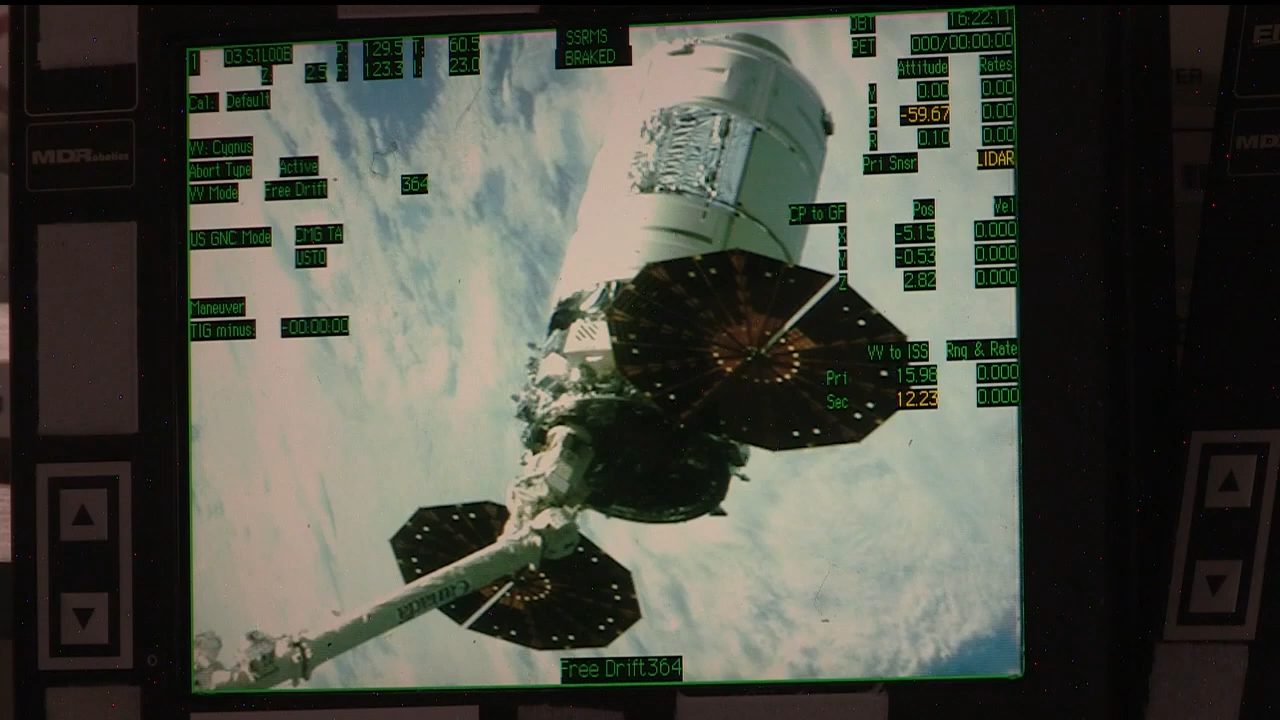 1 03 S1LOOB P: 129.5 T: 60.5
Z 2.5 123.3 23.0
Cal: Default
SSRMS
BRAKED
16:22:11
PET 000/00:00:00
Attitude Rates
Y 0.00 0.00
P -59.67 0.00
R 0.10 0.00
Pri Snsr LIDAR
VV: Cygnus
Abort Type Active
VV Mode Free Drift 364
US GNC Mode CMG TA
USTO
Maneuver
TIG minus: -00:00:00
CP to GF Pos Vel
X -5.15 0.000
Y -0.53 0.000
Z 2.82 0.000
VV to ISS Rng & Rate
Pri 15.98 0.000
Sec 12.23 0.000
Canada
Free Drift364
MDRobotics
MD